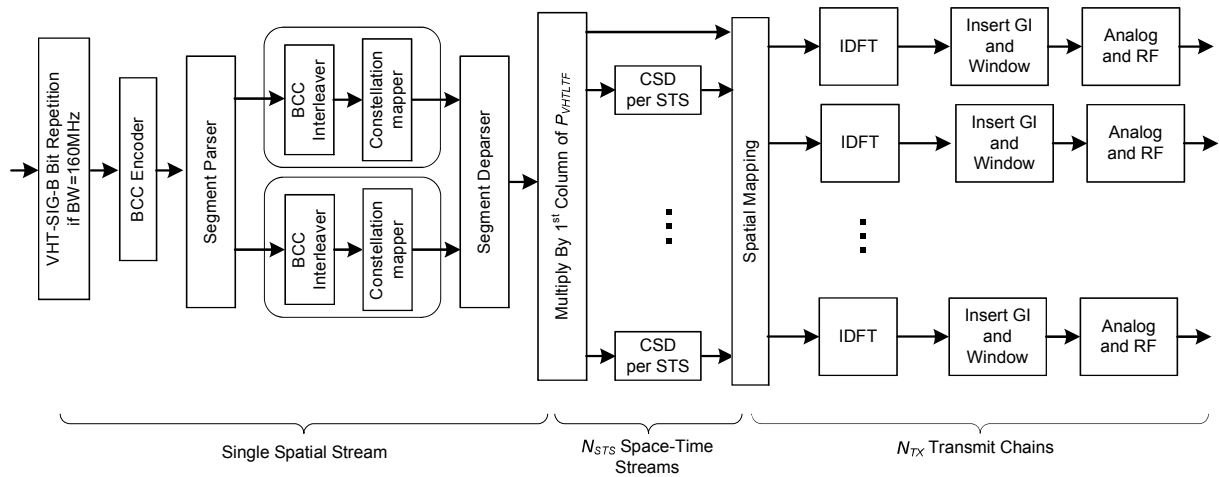 VHT-SIG-B Bit Repetition
if BW=160MHz
BCC Encoder
Segment Parser
BCC
Interleaver
Constellation
mapper
BCC
Interleaver
Constellation
mapper
Segment Deparser
Multiply By 1st Column of PVHTLTF
CSD
per STS
CSD
per STS
Spatial Mapping
IDFT
Insert GI
and
Window
Analog
and RF
IDFT
Insert GI
and
Window
Analog
and RF
IDFT
Insert GI
and
Window
Analog
and RF
Single Spatial Stream
NSTS Space-Time
Streams
NTX Transmit Chains